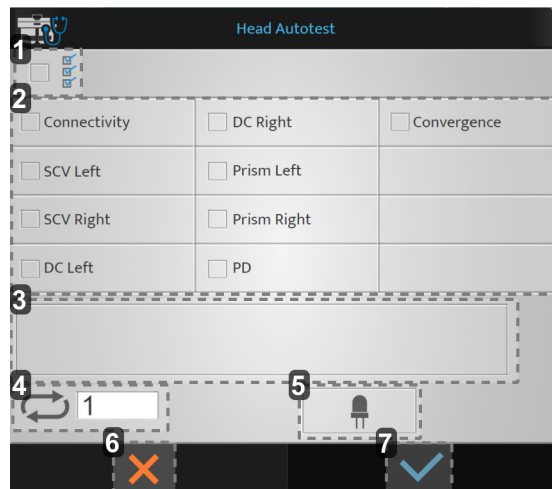 Head Autotest
1
2
Connectivity DC Right Convergence
SCV Left Prism Left
SCV Right Prism Right
DC Left PD
3
4 5
1
6 7